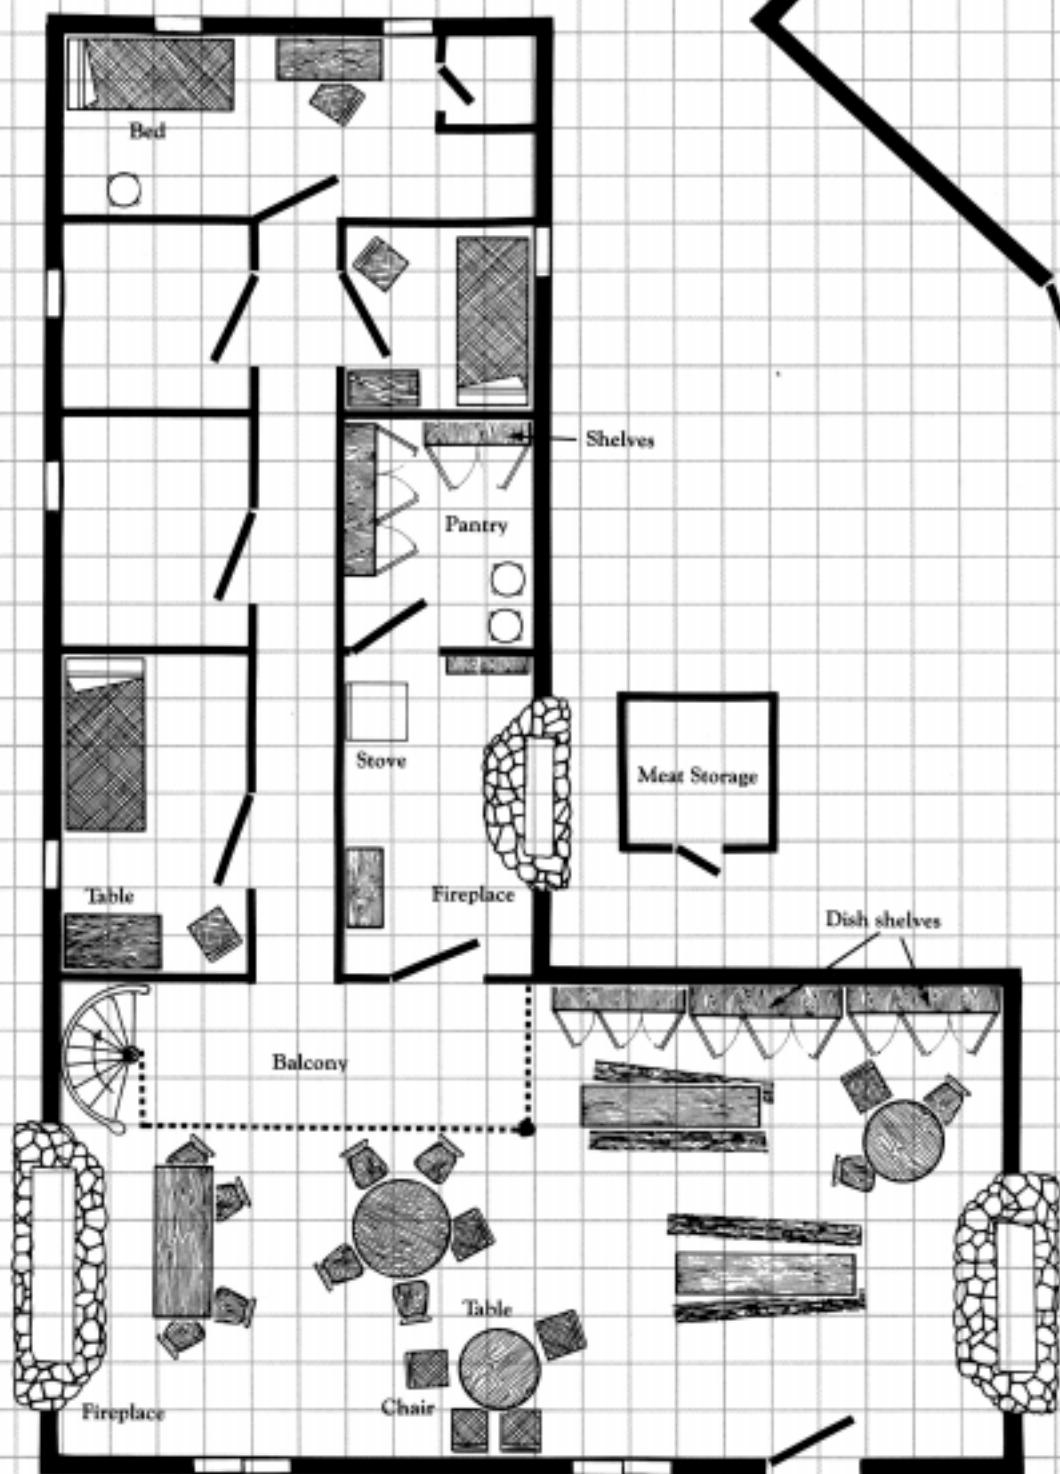 Bed
Shelves
Pantry
Stove
Meat Storage
Table
Fireplace
Dish shelves
Balcony
Table
Chair
Fireplace